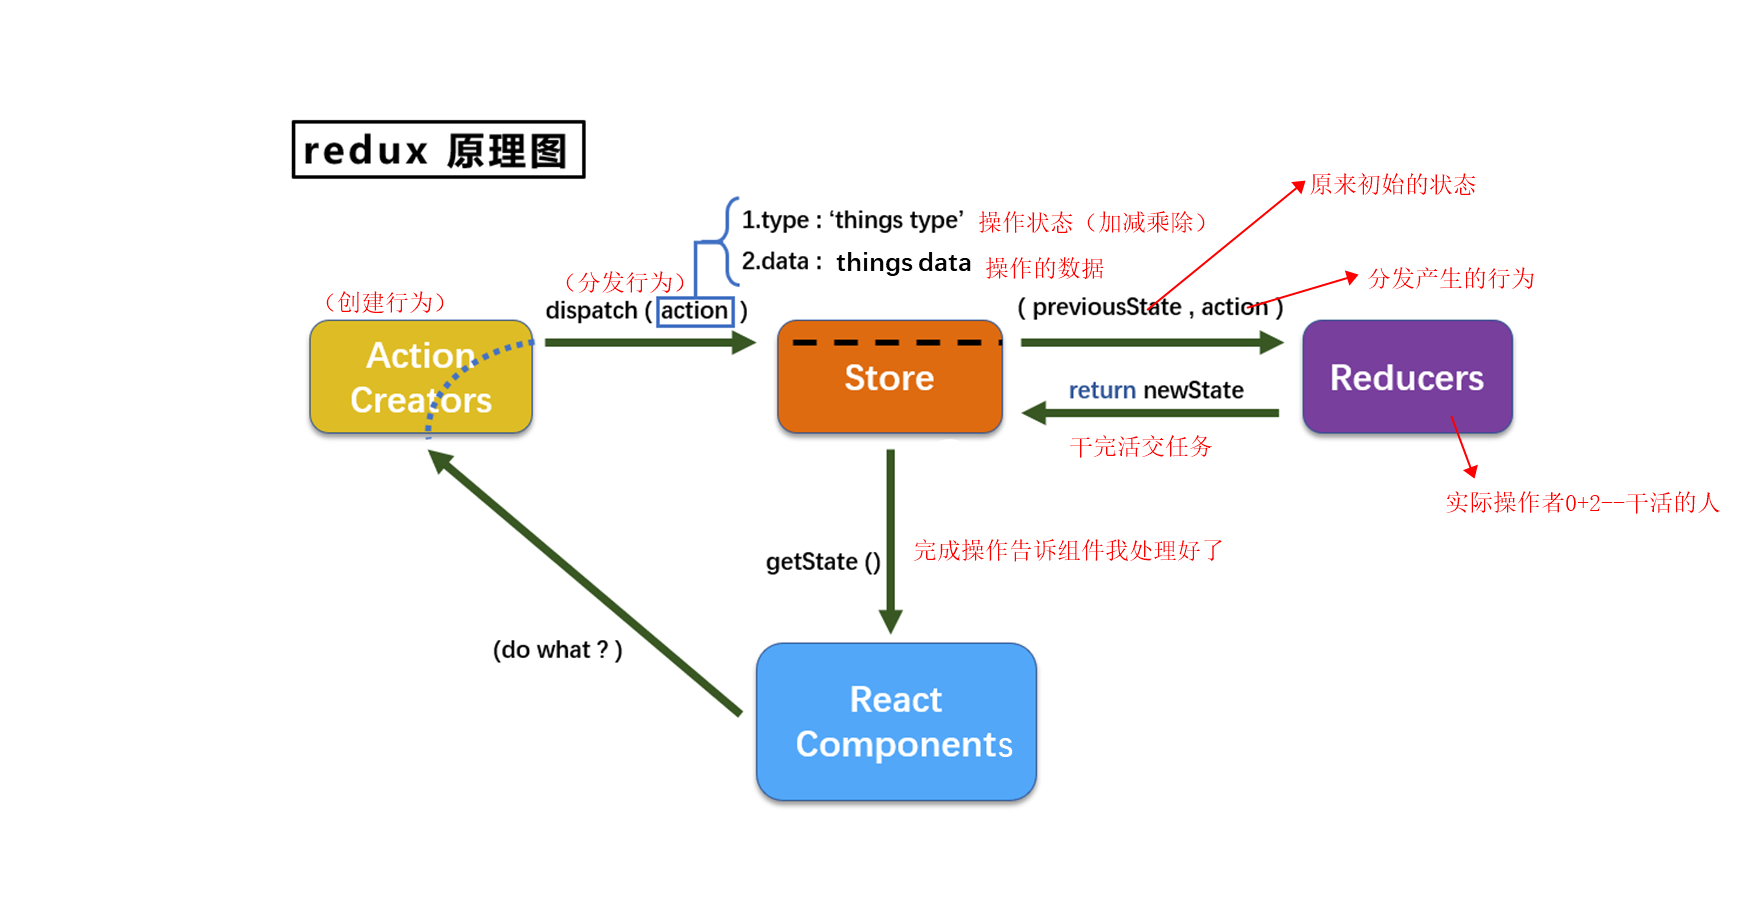 redux 原理图
原来初始的状态
1.type : ‘things type’ 操作状态（加减乘除）
2.data : things data 操作的数据
（分发行为）
分发产生的行为
（创建行为）
dispatch ( action )
( previousState , action )
Action
Creators
Store
Reducers
return newState
干完活交任务
实际操作者0+2--干活的人
getState ()
完成操作告诉组件我处理好了
(do what ? )
React
Components